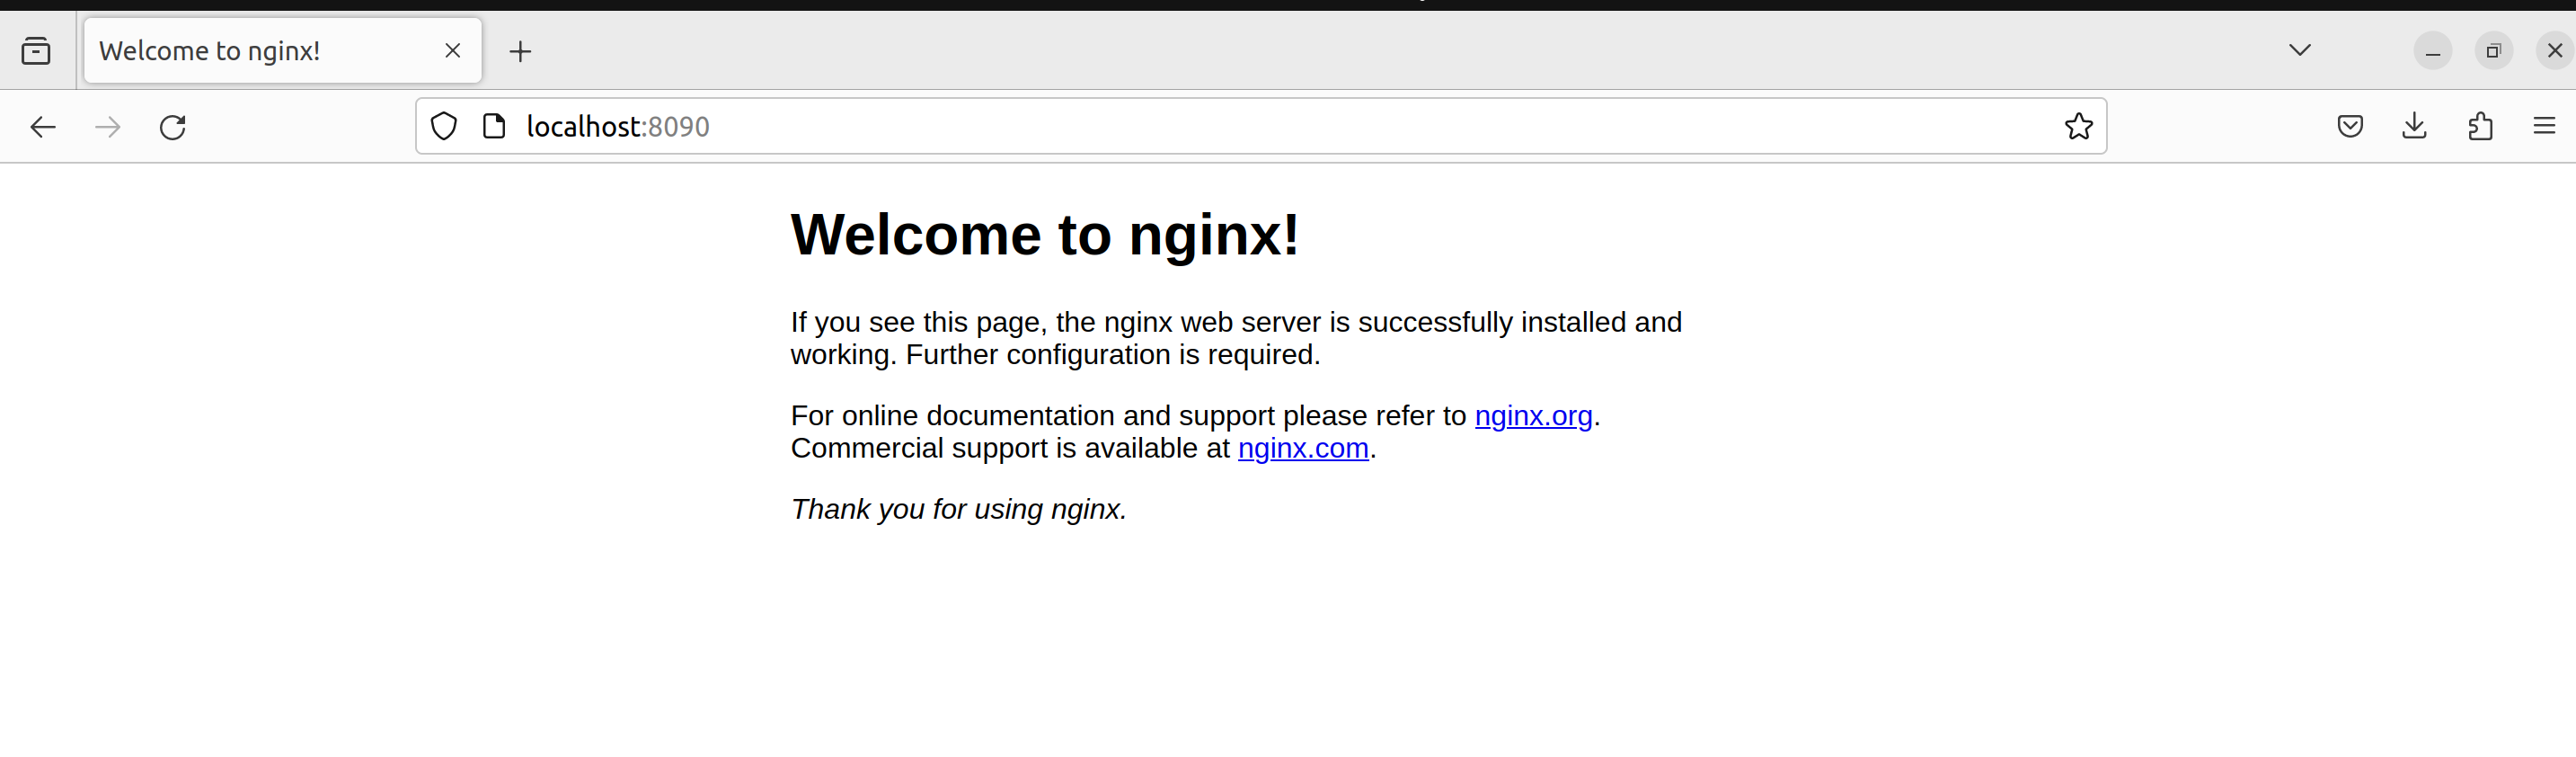 Welcome to nginx!
localhost:8090
Welcome to nginx!
If you see this page, the nginx web server is successfully installed and
working. Further configuration is required.
For online documentation and support please refer to nginx.org.
Commercial support is available at nginx.com.
Thank you for using nginx.